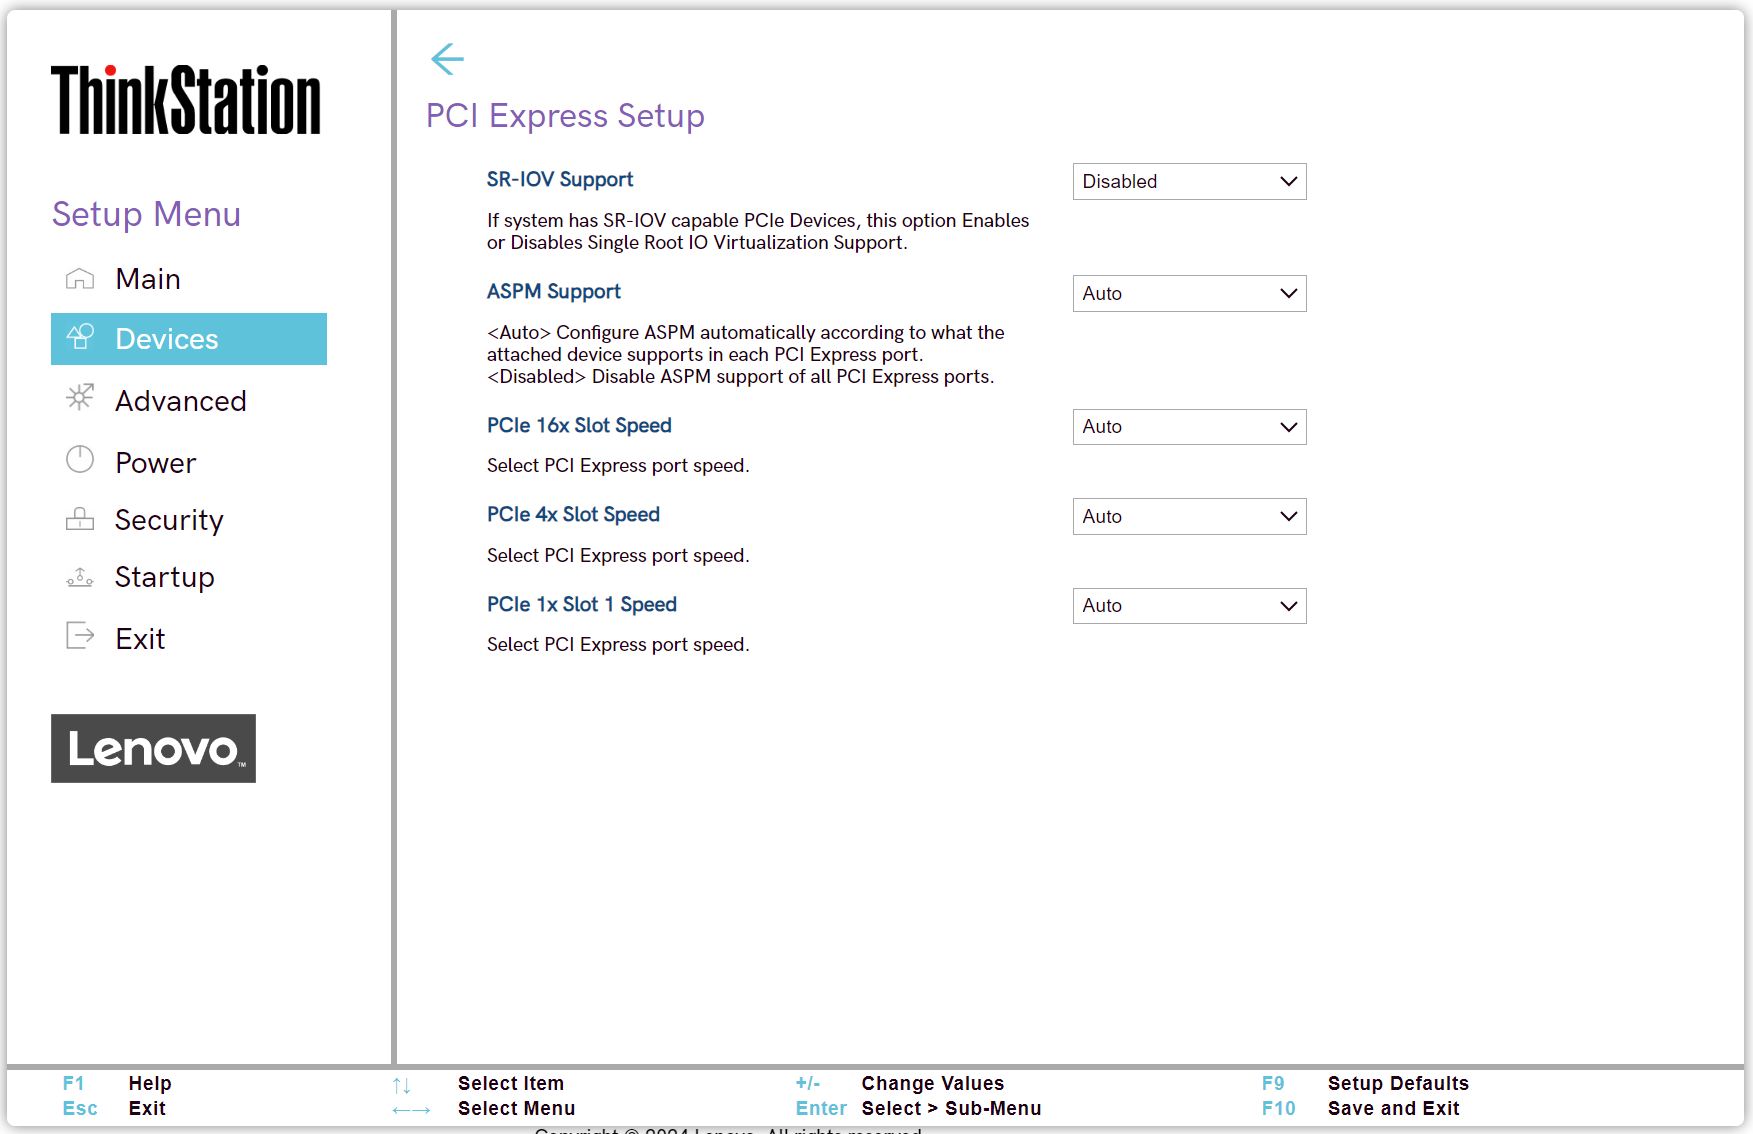 ThinkStation
Setup Menu
Main
Devices
Advanced
Power
Security
Startup
Exit
Lenovo™
PCI Express Setup
SR-IOV Support
Disabled
If system has SR-IOV capable PCIe Devices, this option Enables
or Disables Single Root IO Virtualization Support.
ASPM Support
Auto
<Auto> Configure ASPM automatically according to what the
attached device supports in each PCI Express port.
<Disabled> Disable ASPM support of all PCI Express ports.
PCIe 16x Slot Speed
Auto
Select PCI Express port speed.
PCIe 4x Slot Speed
Auto
Select PCI Express port speed.
PCIe 1x Slot 1 Speed
Auto
Select PCI Express port speed.
F1 Help ↑↓ Select Item +/- Change Values F9 Setup Defaults
Esc Exit ←→ Select Menu Enter Select > Sub-Menu F10 Save and Exit
Copyright © 2024 Lenovo. All rights reserved.